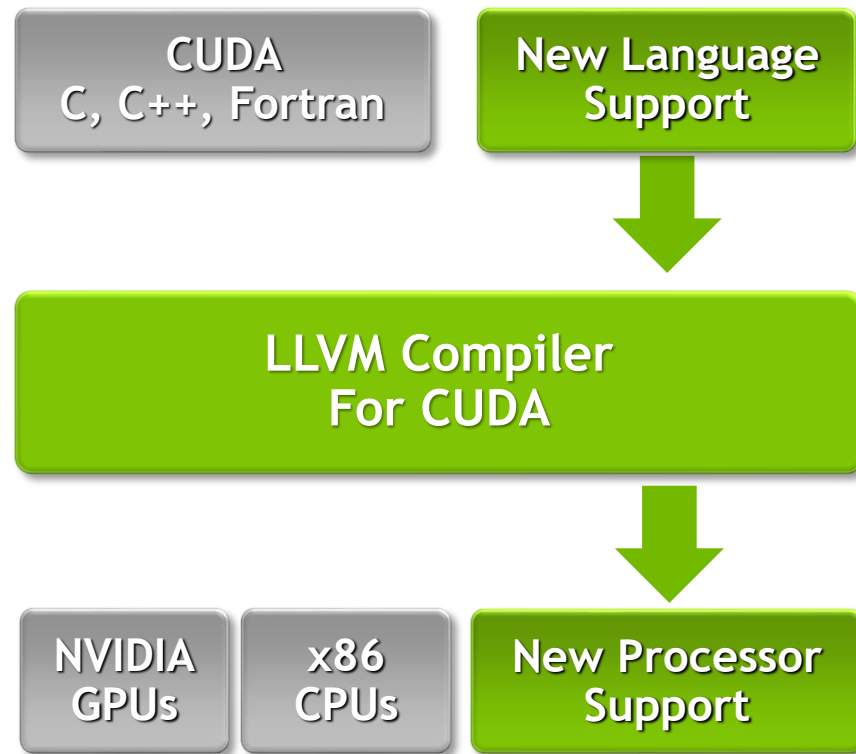 CUDA
C, C++, Fortran
New Language
Support
LLVM Compiler
For CUDA
NVIDIA
GPUs
x86
CPUs
New Processor
Support